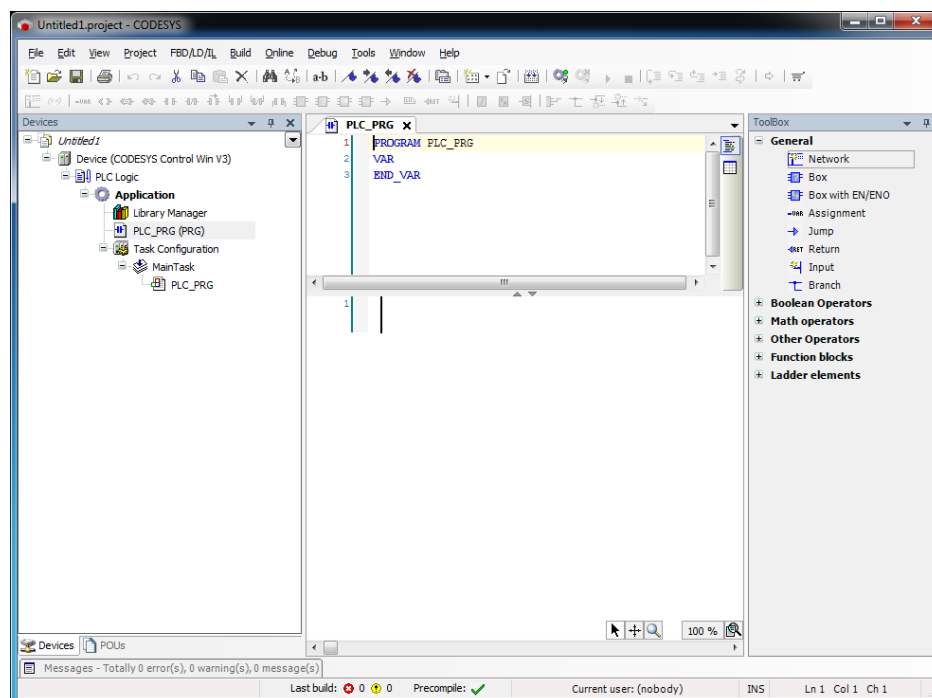 Untitled1.project - CODESYS
File Edit View Project FBD/LD/IL Build Online Debug Tools Window Help
Devices
Untitled1
Device (CODESYS Control Win V3)
PLC Logic
Application
Library Manager
PLC_PRG (PRG)
Task Configuration
MainTask
PLC_PRG
Devices POUs
PLC_PRG
1 PROGRAM PLC_PRG
2 VAR
3 END_VAR
1
100 %
ToolBox
General
Network
Box
Box with EN/ENO
Assignment
Jump
Return
Input
Branch
Boolean Operators
Math operators
Other Operators
Function blocks
Ladder elements
Messages - Totally 0 error(s), 0 warning(s), 0 message(s)
Last build: 0 0 Precompile: Current user: (nobody) INS Ln 1 Col 1 Ch 1